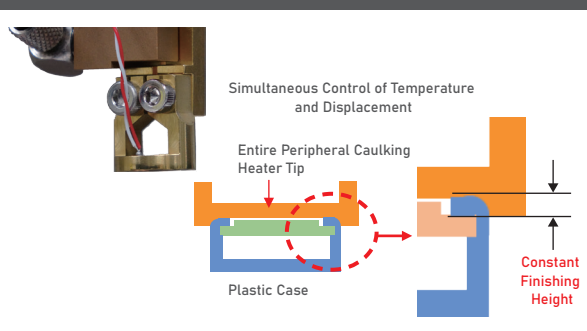 Simultaneous Control of Temperature
and Displacement
Entire Peripheral Caulking
Heater Tip
Plastic Case
Constant
Finishing
Height